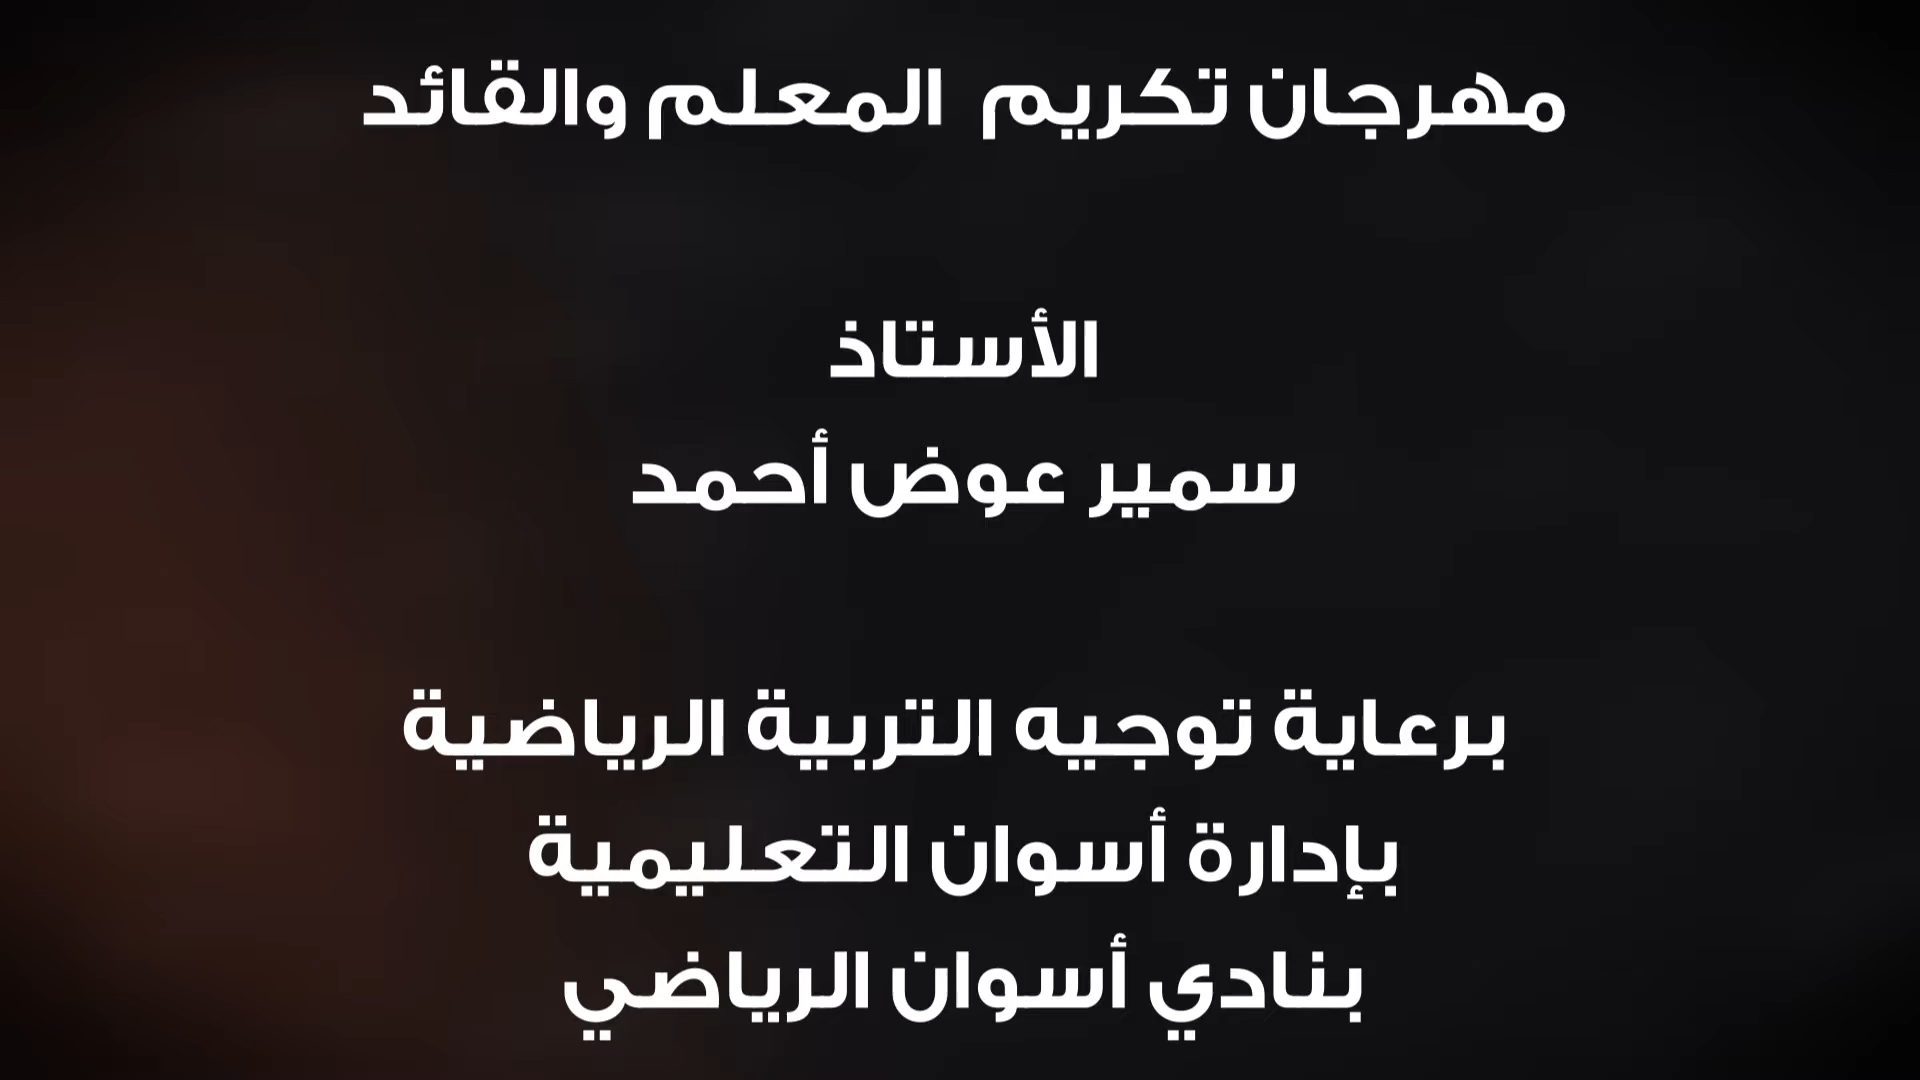 مهرجان تكريم المعلم والقائد
الأستاذ
سمير عوض أحمد
برعاية توجيه التربية الرياضية
بإدارة أسوان التعليمية
بنادي أسوان الرياضي